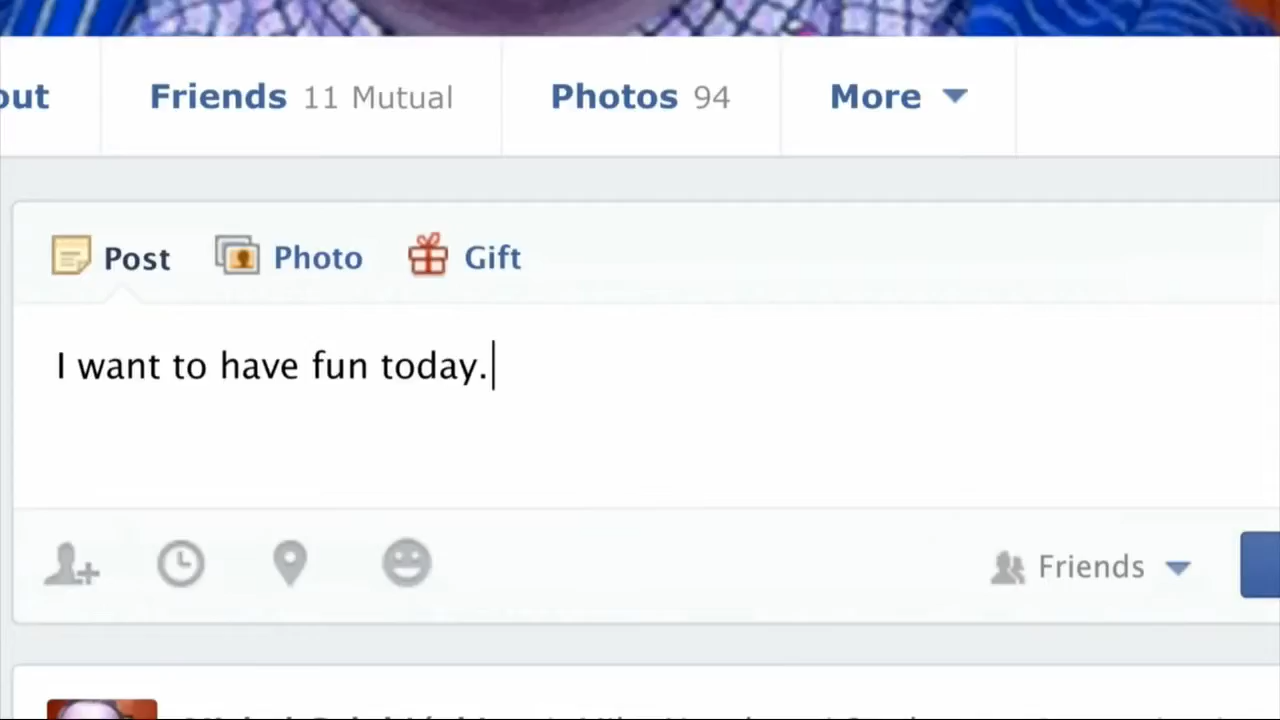 out Friends 11 Mutual Photos 94 More
Post Photo Gift
I want to have fun today.
Friends